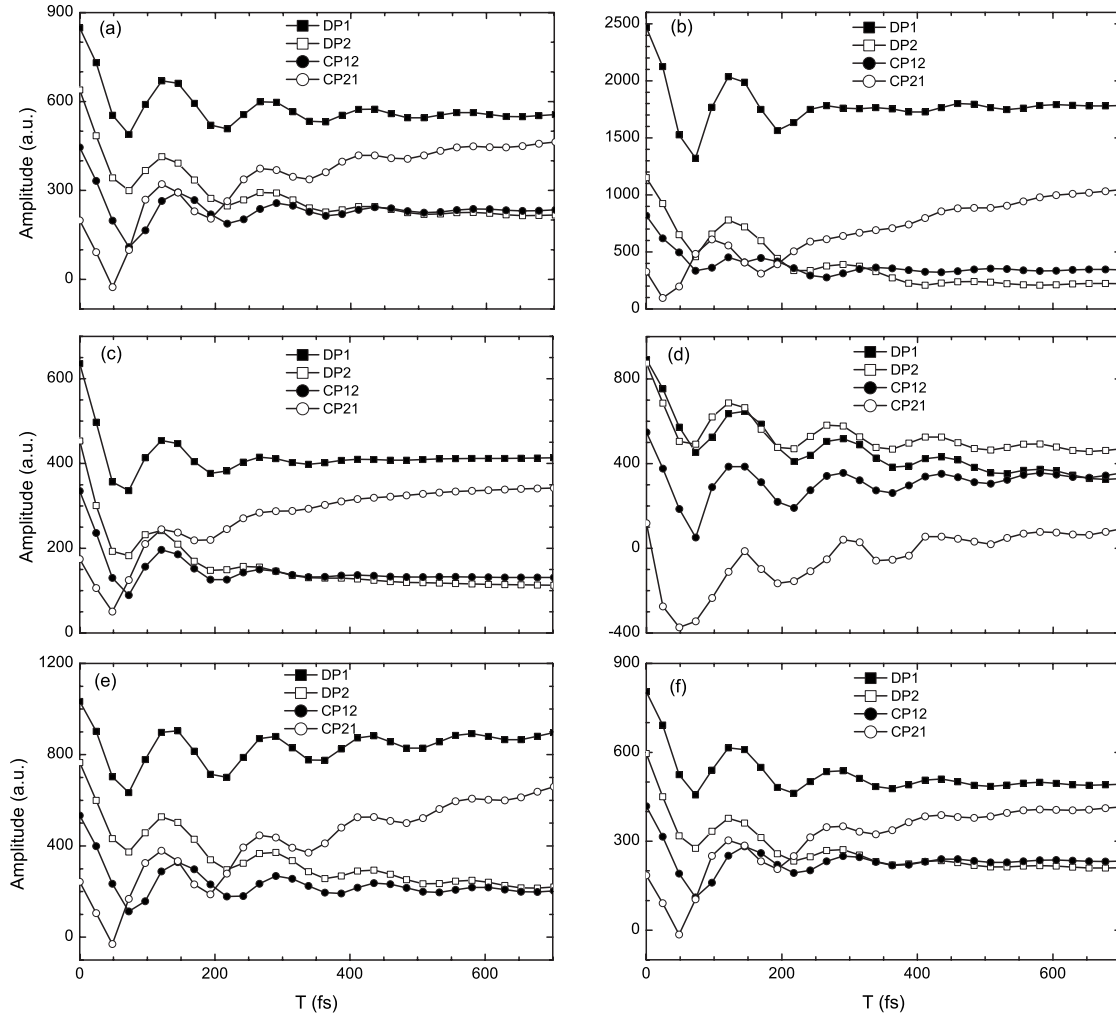 (a)
DP1
DP2
CP12
CP21
900
600
300
0
Amplitude (a.u.)
(b)
DP1
DP2
CP12
CP21
2500
2000
1500
1000
500
0
(c)
DP1
DP2
CP12
CP21
600
400
200
0
Amplitude (a.u.)
(d)
DP1
DP2
CP12
CP21
800
400
0
-400
(e)
DP1
DP2
CP12
CP21
1200
900
600
300
0
Amplitude (a.u.)
0 200 400 600
T (fs)
(f)
DP1
DP2
CP12
CP21
900
600
300
0
0 200 400 600
T (fs)